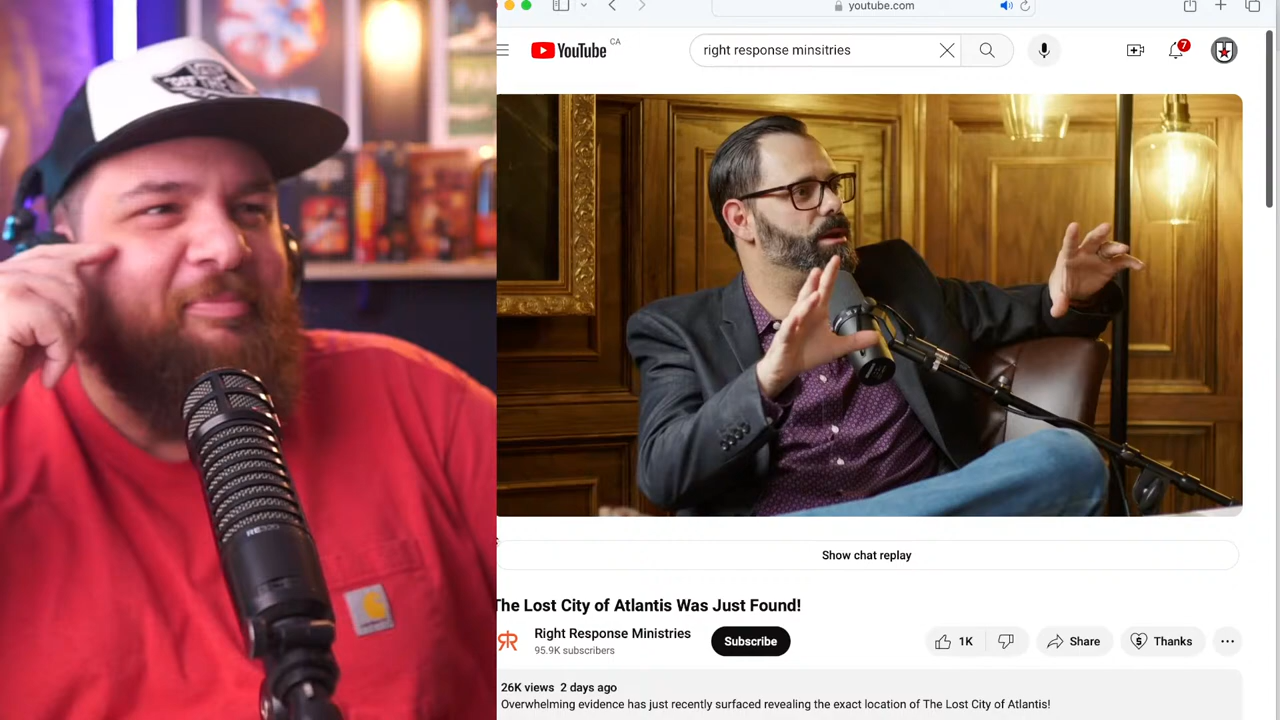 youtube.com
YouTube CA
right response minsitries
7
Show chat replay
The Lost City of Atlantis Was Just Found!
Right Response Ministries
95.9K subscribers
Subscribe
1K
Share
Thanks
26K views 2 days ago
Overwhelming evidence has just recently surfaced revealing the exact location of The Lost City of Atlantis!